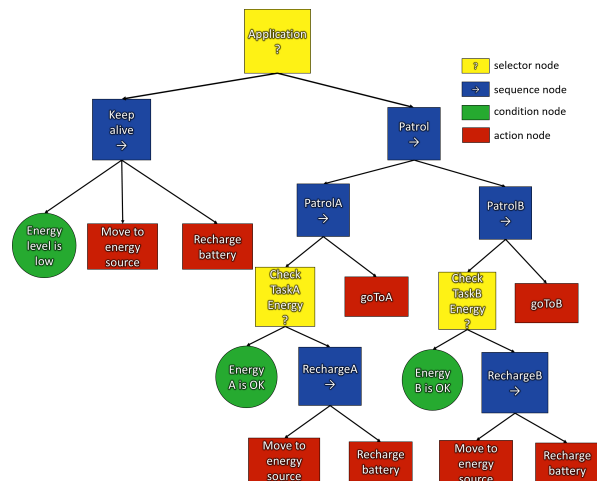 Application
?
? selector node
→ sequence node
condition node
action node
Keep
alive
→
Patrol
→
PatrolA
→
PatrolB
→
Energy
level is
low
Move to
energy
source
Recharge
battery
Check
TaskA
Energy
?
goToA
Check
TaskB
Energy
?
goToB
Energy
A is OK
RechargeA
→
Energy
B is OK
RechargeB
→
Move to
energy
source
Recharge
battery
Move to
energy
source
Recharge
battery